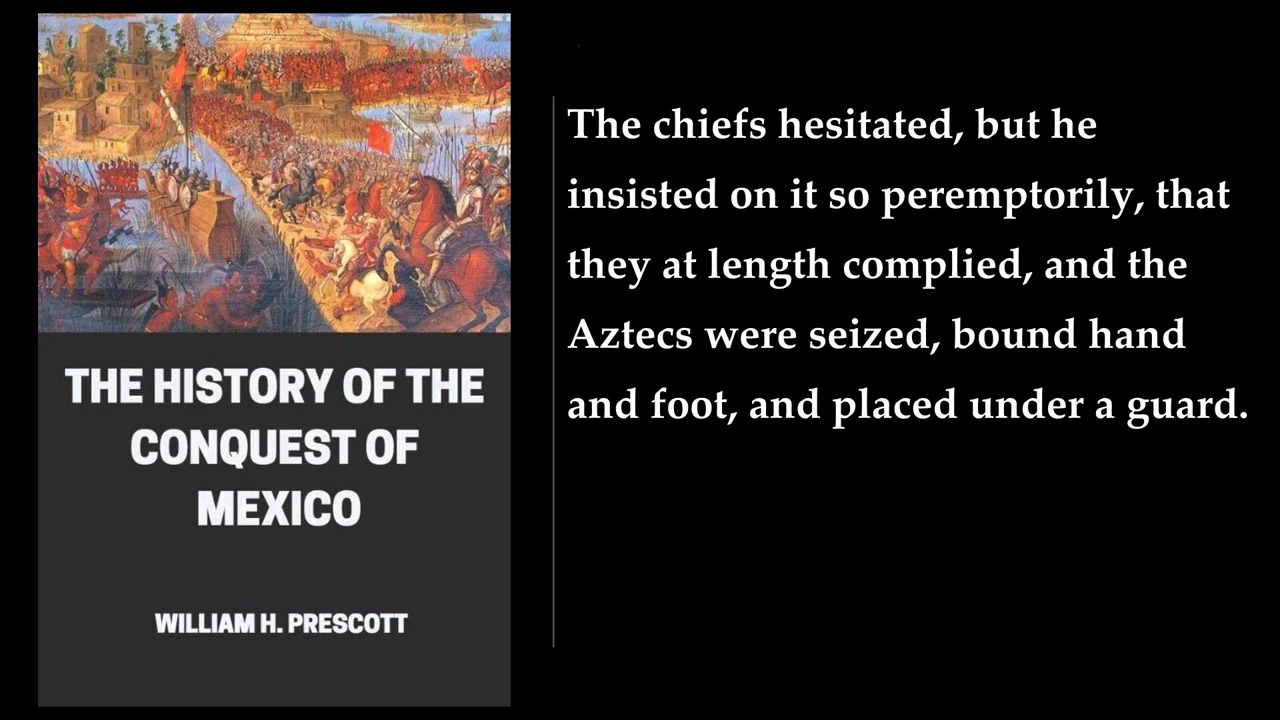 THE HISTORY OF THE
CONQUEST OF
MEXICO
WILLIAM H. PRESCOTT
The chiefs hesitated, but he
insisted on it so peremptorily, that
they at length complied, and the
Aztecs were seized, bound hand
and foot, and placed under a guard.